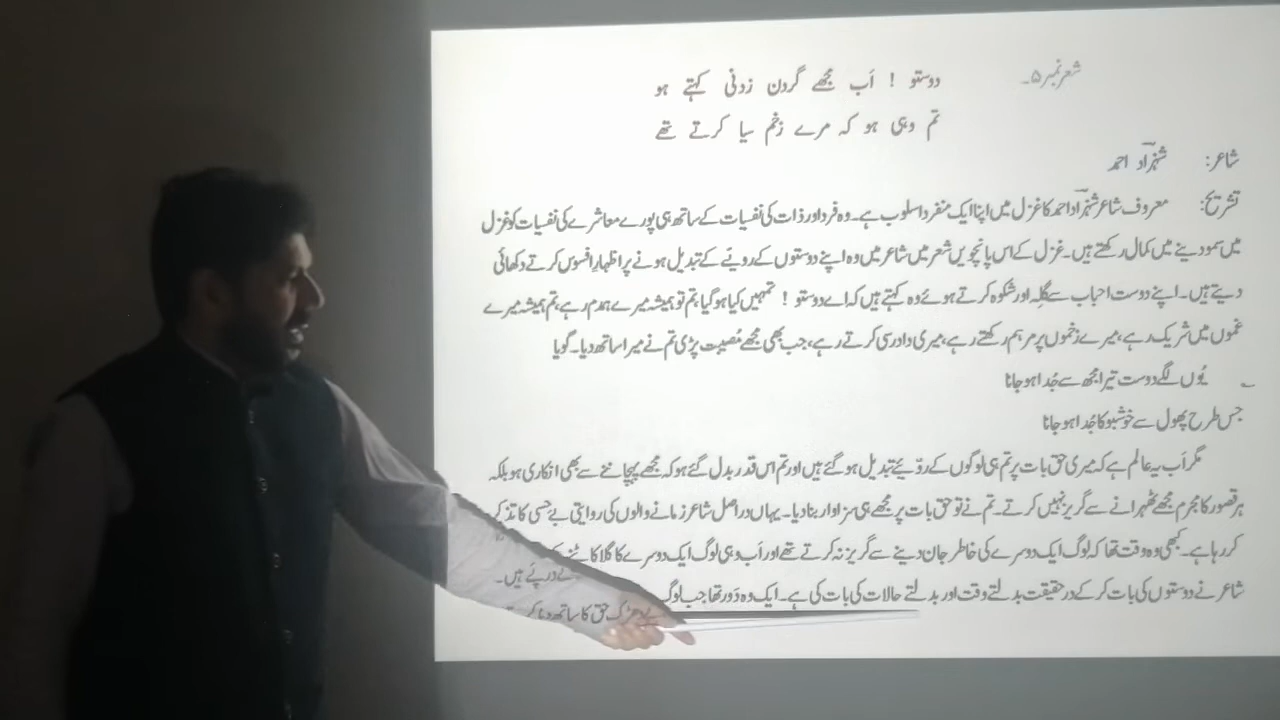 شعر نمبر ۵۔
دوستو ! اَب مجھے گردن زدنی کہتے ہو
تم وہی ہو کہ مرے زخم سیا کرتے تھے
شاعر: شہزاد احمد
تشریح: معروف شاعر شہزاد احمد کا غزل میں اپنا ایک منفرد اسلوب ہے۔ وہ فرد اور ذات کی نفسیات کے ساتھ ہی پورے معاشرے کی نفسیات کو غزل
میں سمو دینے میں کمال رکھتے ہیں۔ غزل کے اس پانچویں شعر میں شاعر میں وہ اپنے دوستوں کے رویئے کے تبدیل ہونے پر اظہارِ افسوس کرتے دکھائی
دیتے ہیں۔ اپنے دوست احباب سے گلہ اور شکوہ کرتے ہوئے وہ کہتے ہیں کہ اے دوستو ! تمہیں کیا ہو گیا، تم تو ہمیشہ میرے ہمدم رہے، تم ہمیشہ میرے
غموں میں شریک رہے، میرے زخموں پر مرہم رکھتے رہے، میری دادرسی کرتے رہے، جب بھی مجھے مُصیبت پڑی تم نے میرا ساتھ دیا۔ گویا
؎ یُوں لگے دوست تیرا مجھ سے جُدا ہو جانا
جس طرح پھول سے خوشبو کا جُدا ہو جانا
مگر اَب یہ عالم ہے کہ میری حق بات پر تم ہی لوگوں کے روّیئے تبدیل ہو گئے ہیں اور تم اس قدر بدل گئے ہو کہ مجھے پہچاننے سے بھی انکاری ہو بلکہ
ہر قصور کا مجرم مجھے ٹھہرانے سے گریز نہیں کرتے۔ تم نے تو حق بات پر مجھے ہی سزاوار بنا دیا۔ یہاں دراصل شاعر زمانے والوں کی روایتی بے حسی کا
کر رہا ہے۔ کبھی وہ وقت تھا کہ لوگ ایک دوسرے کی خاطر جان دینے سے گریز نہ کرتے تھے اور اَب وہی لوگ ایک دوسرے کا گلا کے درپے ہیں۔
شاعر نے دوستوں کی بات کر کے درحقیقت بدلتے وقت اور بدلتے حالات کی بات کی ہے۔ ایک وہ دَور تھا جب لوگ حق کا ساتھ